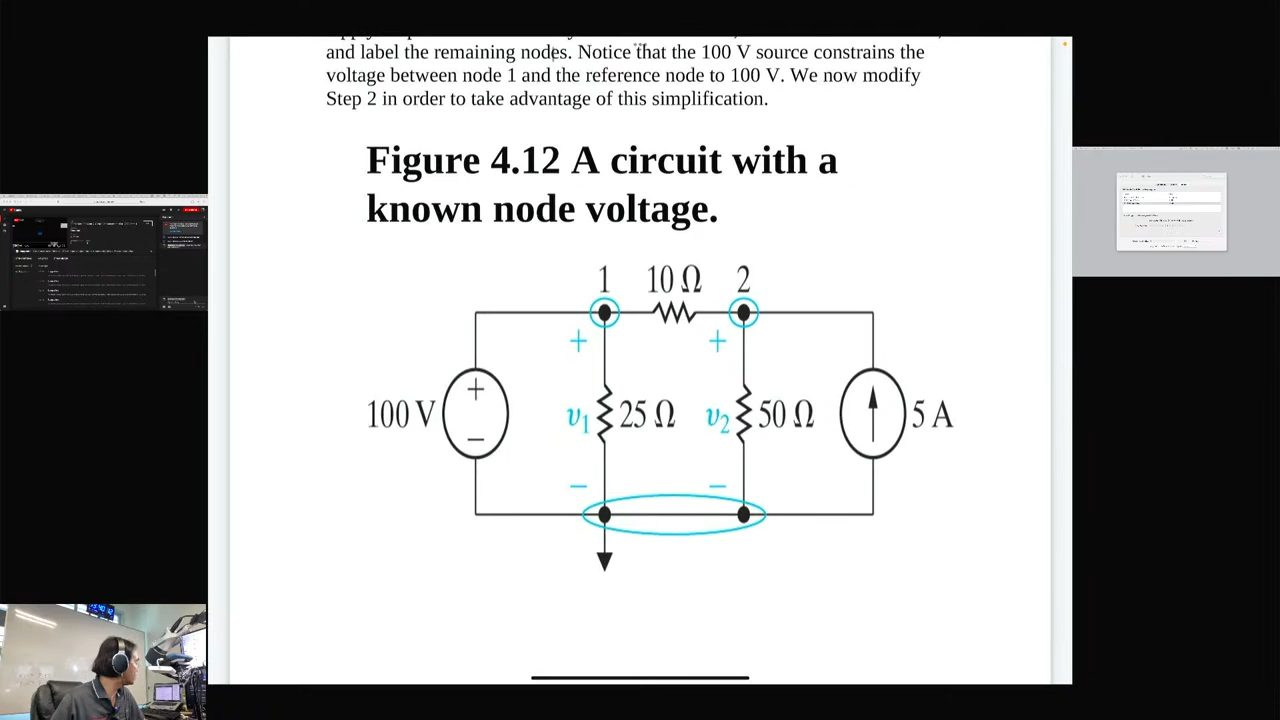 and label the remaining nodes. Notice that the 100 V source constrains the
voltage between node 1 and the reference node to 100 V. We now modify
Step 2 in order to take advantage of this simplification.
Figure 4.12 A circuit with a
known node voltage.
1 10 Ω 2
+ +
100 V + − υ1 25 Ω υ2 50 Ω 5 A
− −